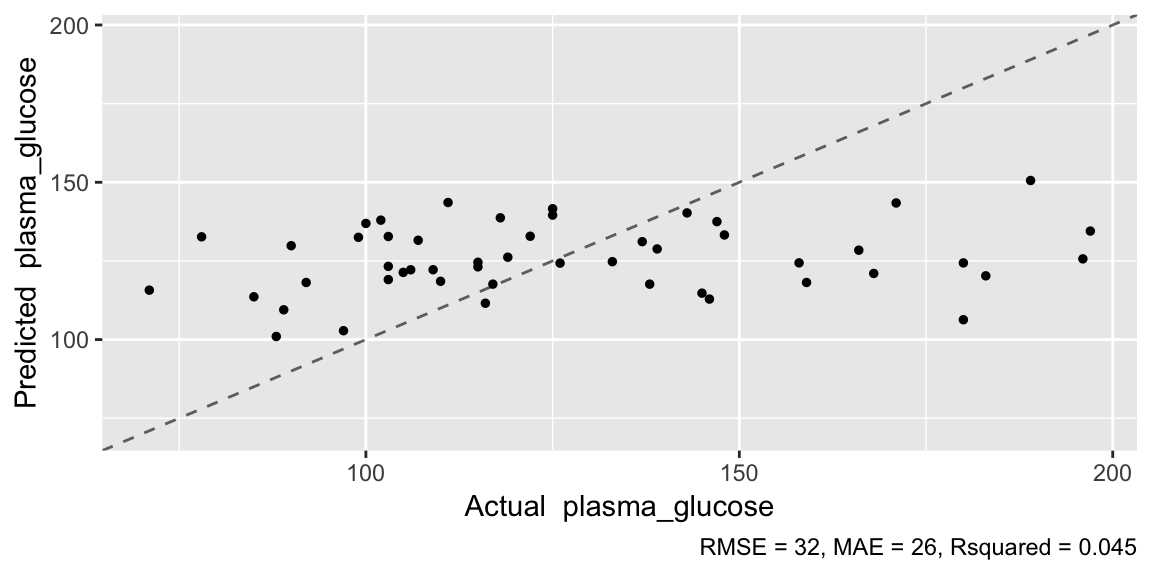 200
150
100
Predicted  plasma_glucose
100 150 200
Actual  plasma_glucose
RMSE = 32, MAE = 26, Rsquared = 0.045